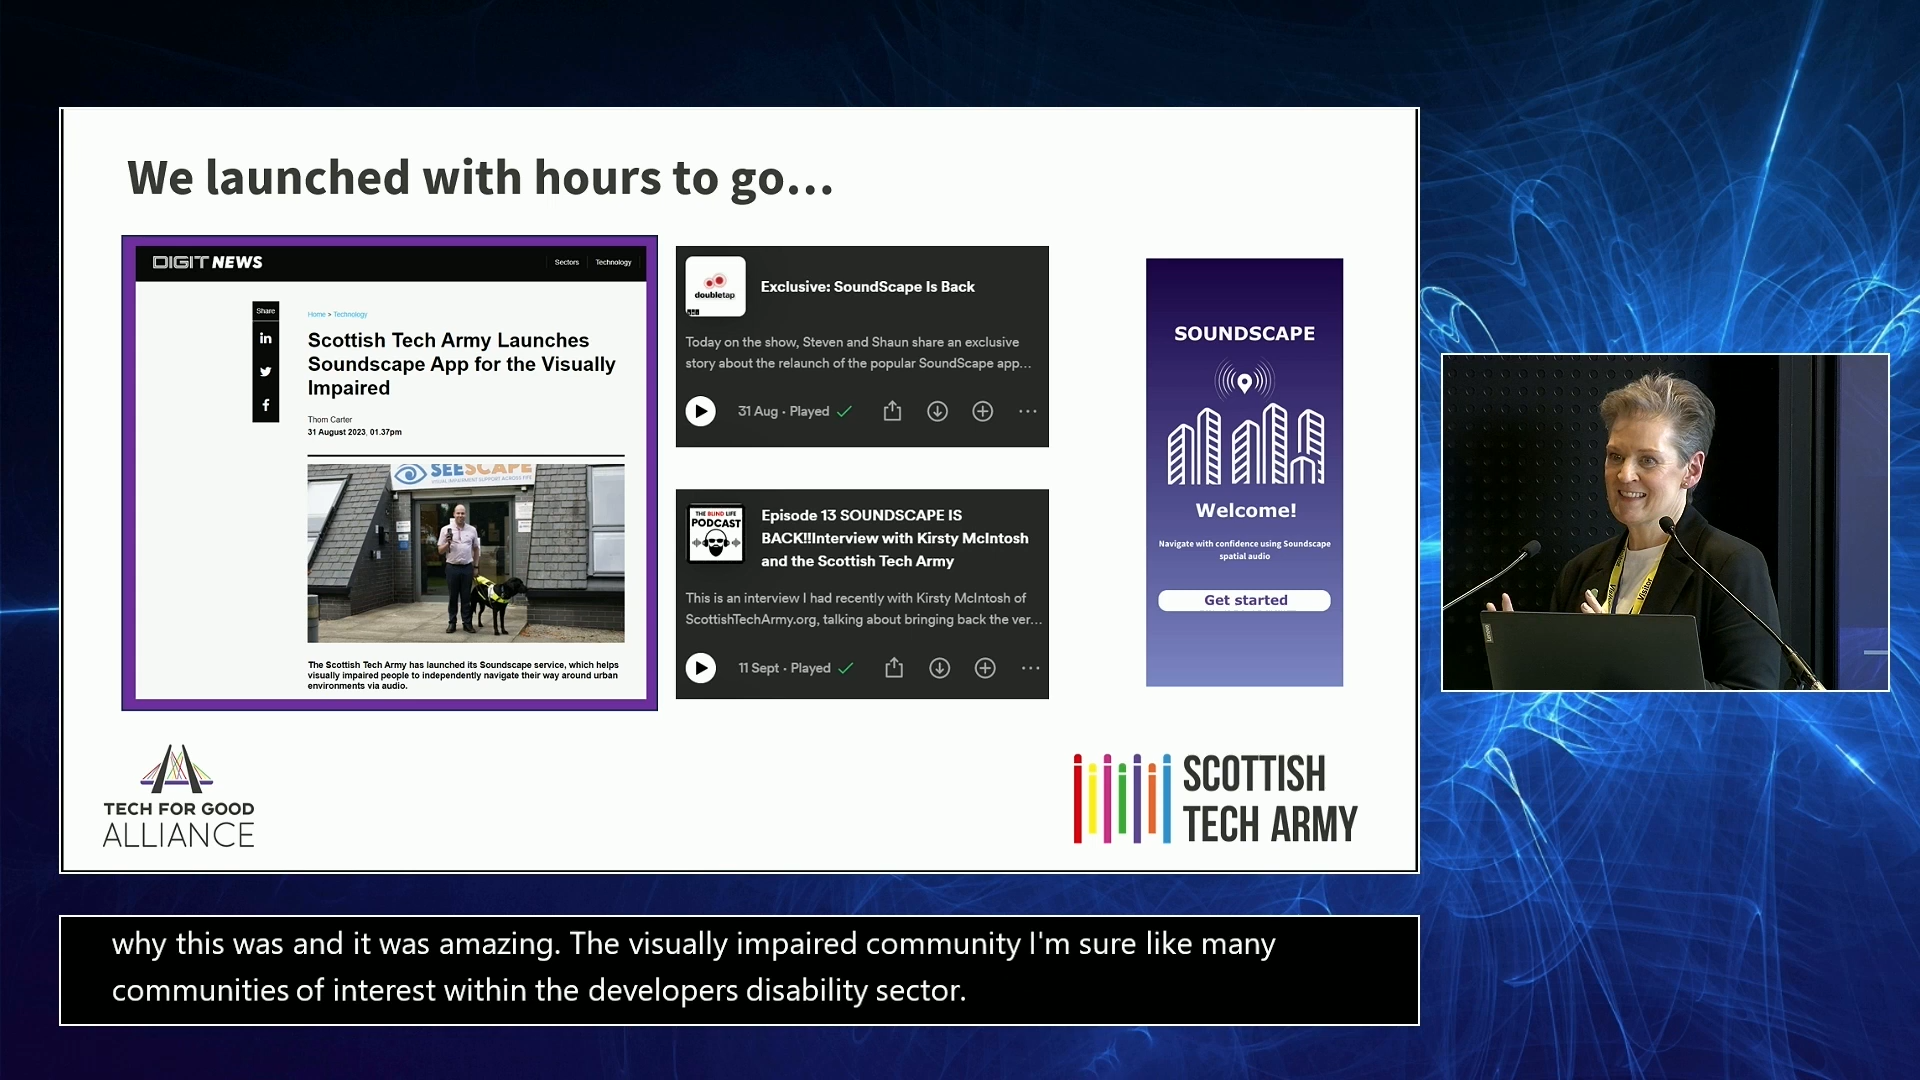 We launched with hours to go...
DIGIT NEWS
Sectors
Technology
Share
Home > Technology
Scottish Tech Army Launches
Soundscape App for the Visually
Impaired
Thom Carter
31 August 2023, 01.37pm
SEESCAPE
VISUAL IMPAIRMENT SUPPORT ACROSS FIFE
The Scottish Tech Army has launched its Soundscape service, which helps
visually impaired people to independently navigate their way around urban
environments via audio.
doubletap
Exclusive: SoundScape Is Back
Today on the show, Steven and Shaun share an exclusive
story about the relaunch of the popular SoundScape app...
31 Aug · Played
THE BLIND LIFE
PODCAST
Episode 13 SOUNDSCAPE IS
BACK!!Interview with Kirsty McIntosh
and the Scottish Tech Army
This is an interview I had recently with Kirsty McIntosh of
ScottishTechArmy.org, talking about bringing back the ver...
11 Sept · Played
SOUNDSCAPE
Welcome!
Navigate with confidence using Soundscape
spatial audio
Get started
TECH FOR GOOD
ALLIANCE
SCOTTISH
TECH ARMY
Visitor
Lenovo
why this was and it was amazing. The visually impaired community I'm sure like many
communities of interest within the developers disability sector.